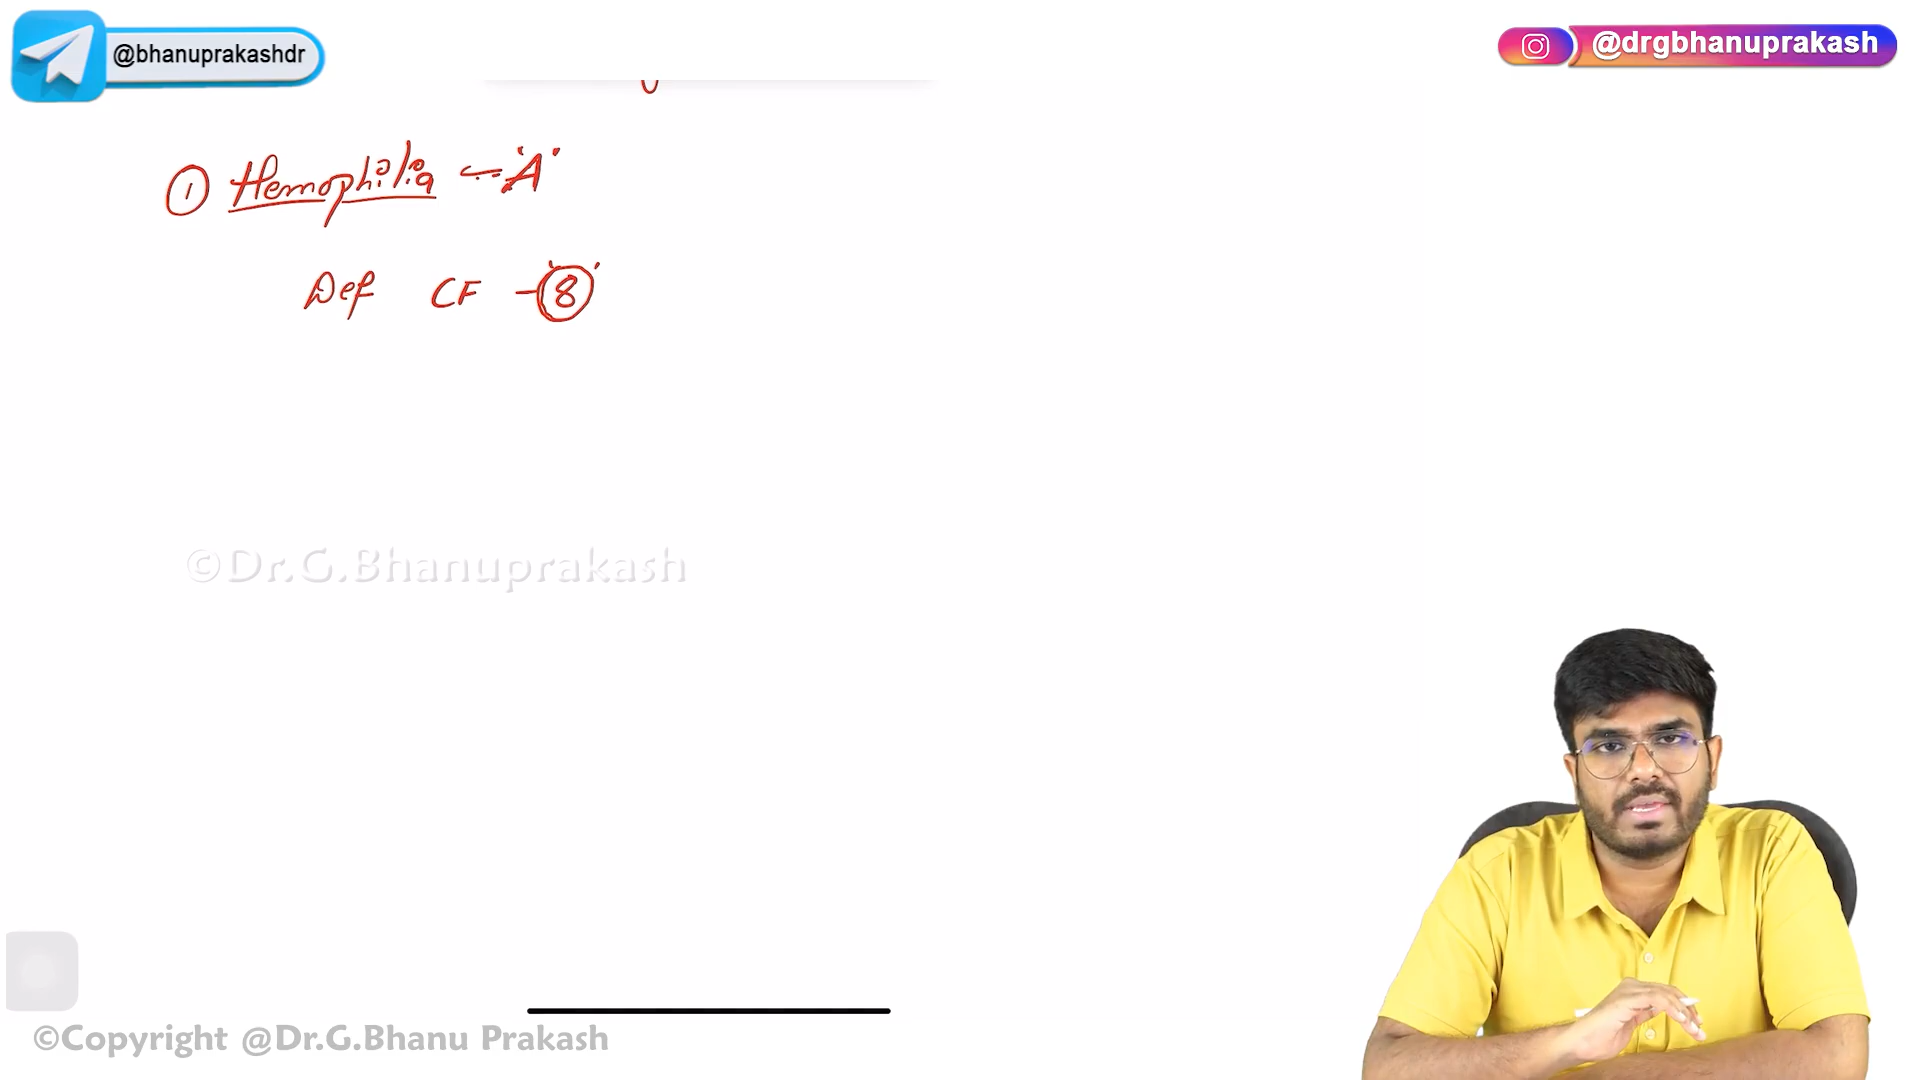 @bhanuprakashdr
@drgbhanuprakash
① Hemophilia - "A"
Def CF - 8
©Dr.G.Bhanuprakash
©Copyright @Dr.G.Bhanu Prakash